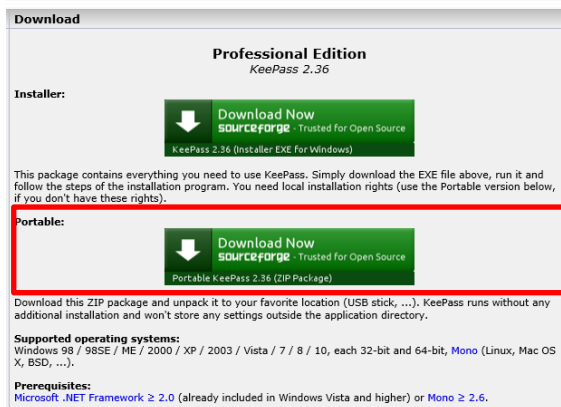 Download
Professional Edition
KeePass 2.36
Installer:
Download Now
sourceforge - Trusted for Open Source
KeePass 2.36 (Installer EXE for Windows)
This package contains everything you need to use KeePass. Simply download the EXE file above, run it and
follow the steps of the installation program. You need local installation rights (use the Portable version below,
if you don't have these rights).
Portable:
Download Now
sourceforge - Trusted for Open Source
Portable KeePass 2.36 (ZIP Package)
Download this ZIP package and unpack it to your favorite location (USB stick, ...). KeePass runs without any
additional installation and won't store any settings outside the application directory.
Supported operating systems:
Windows 98 / 98SE / ME / 2000 / XP / 2003 / Vista / 7 / 8 / 10, each 32-bit and 64-bit, Mono (Linux, Mac OS
X, BSD, ...).
Prerequisites:
Microsoft .NET Framework ≥ 2.0 (already included in Windows Vista and higher) or Mono ≥ 2.6.